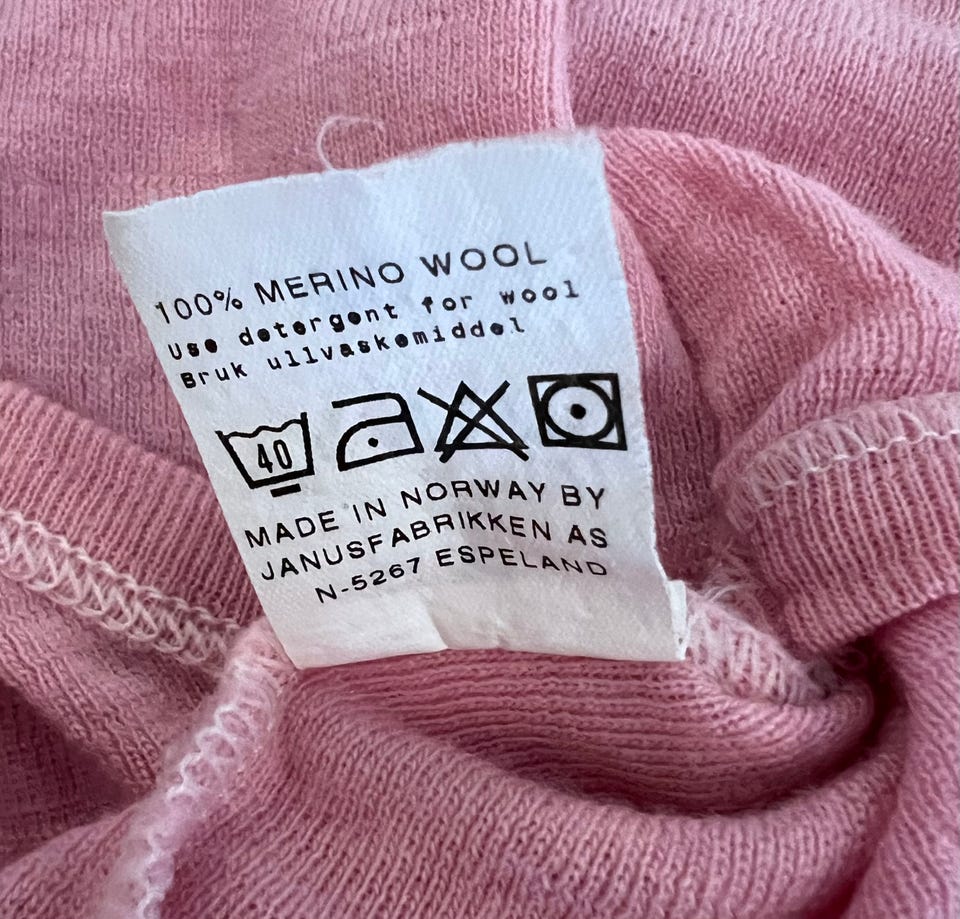 100% MERINO WOOL
Use detergent for wool
Bruk ullvaskemiddel
40
MADE IN NORWAY BY
JANUSFABRIKKEN AS
N-5267 ESPELAND